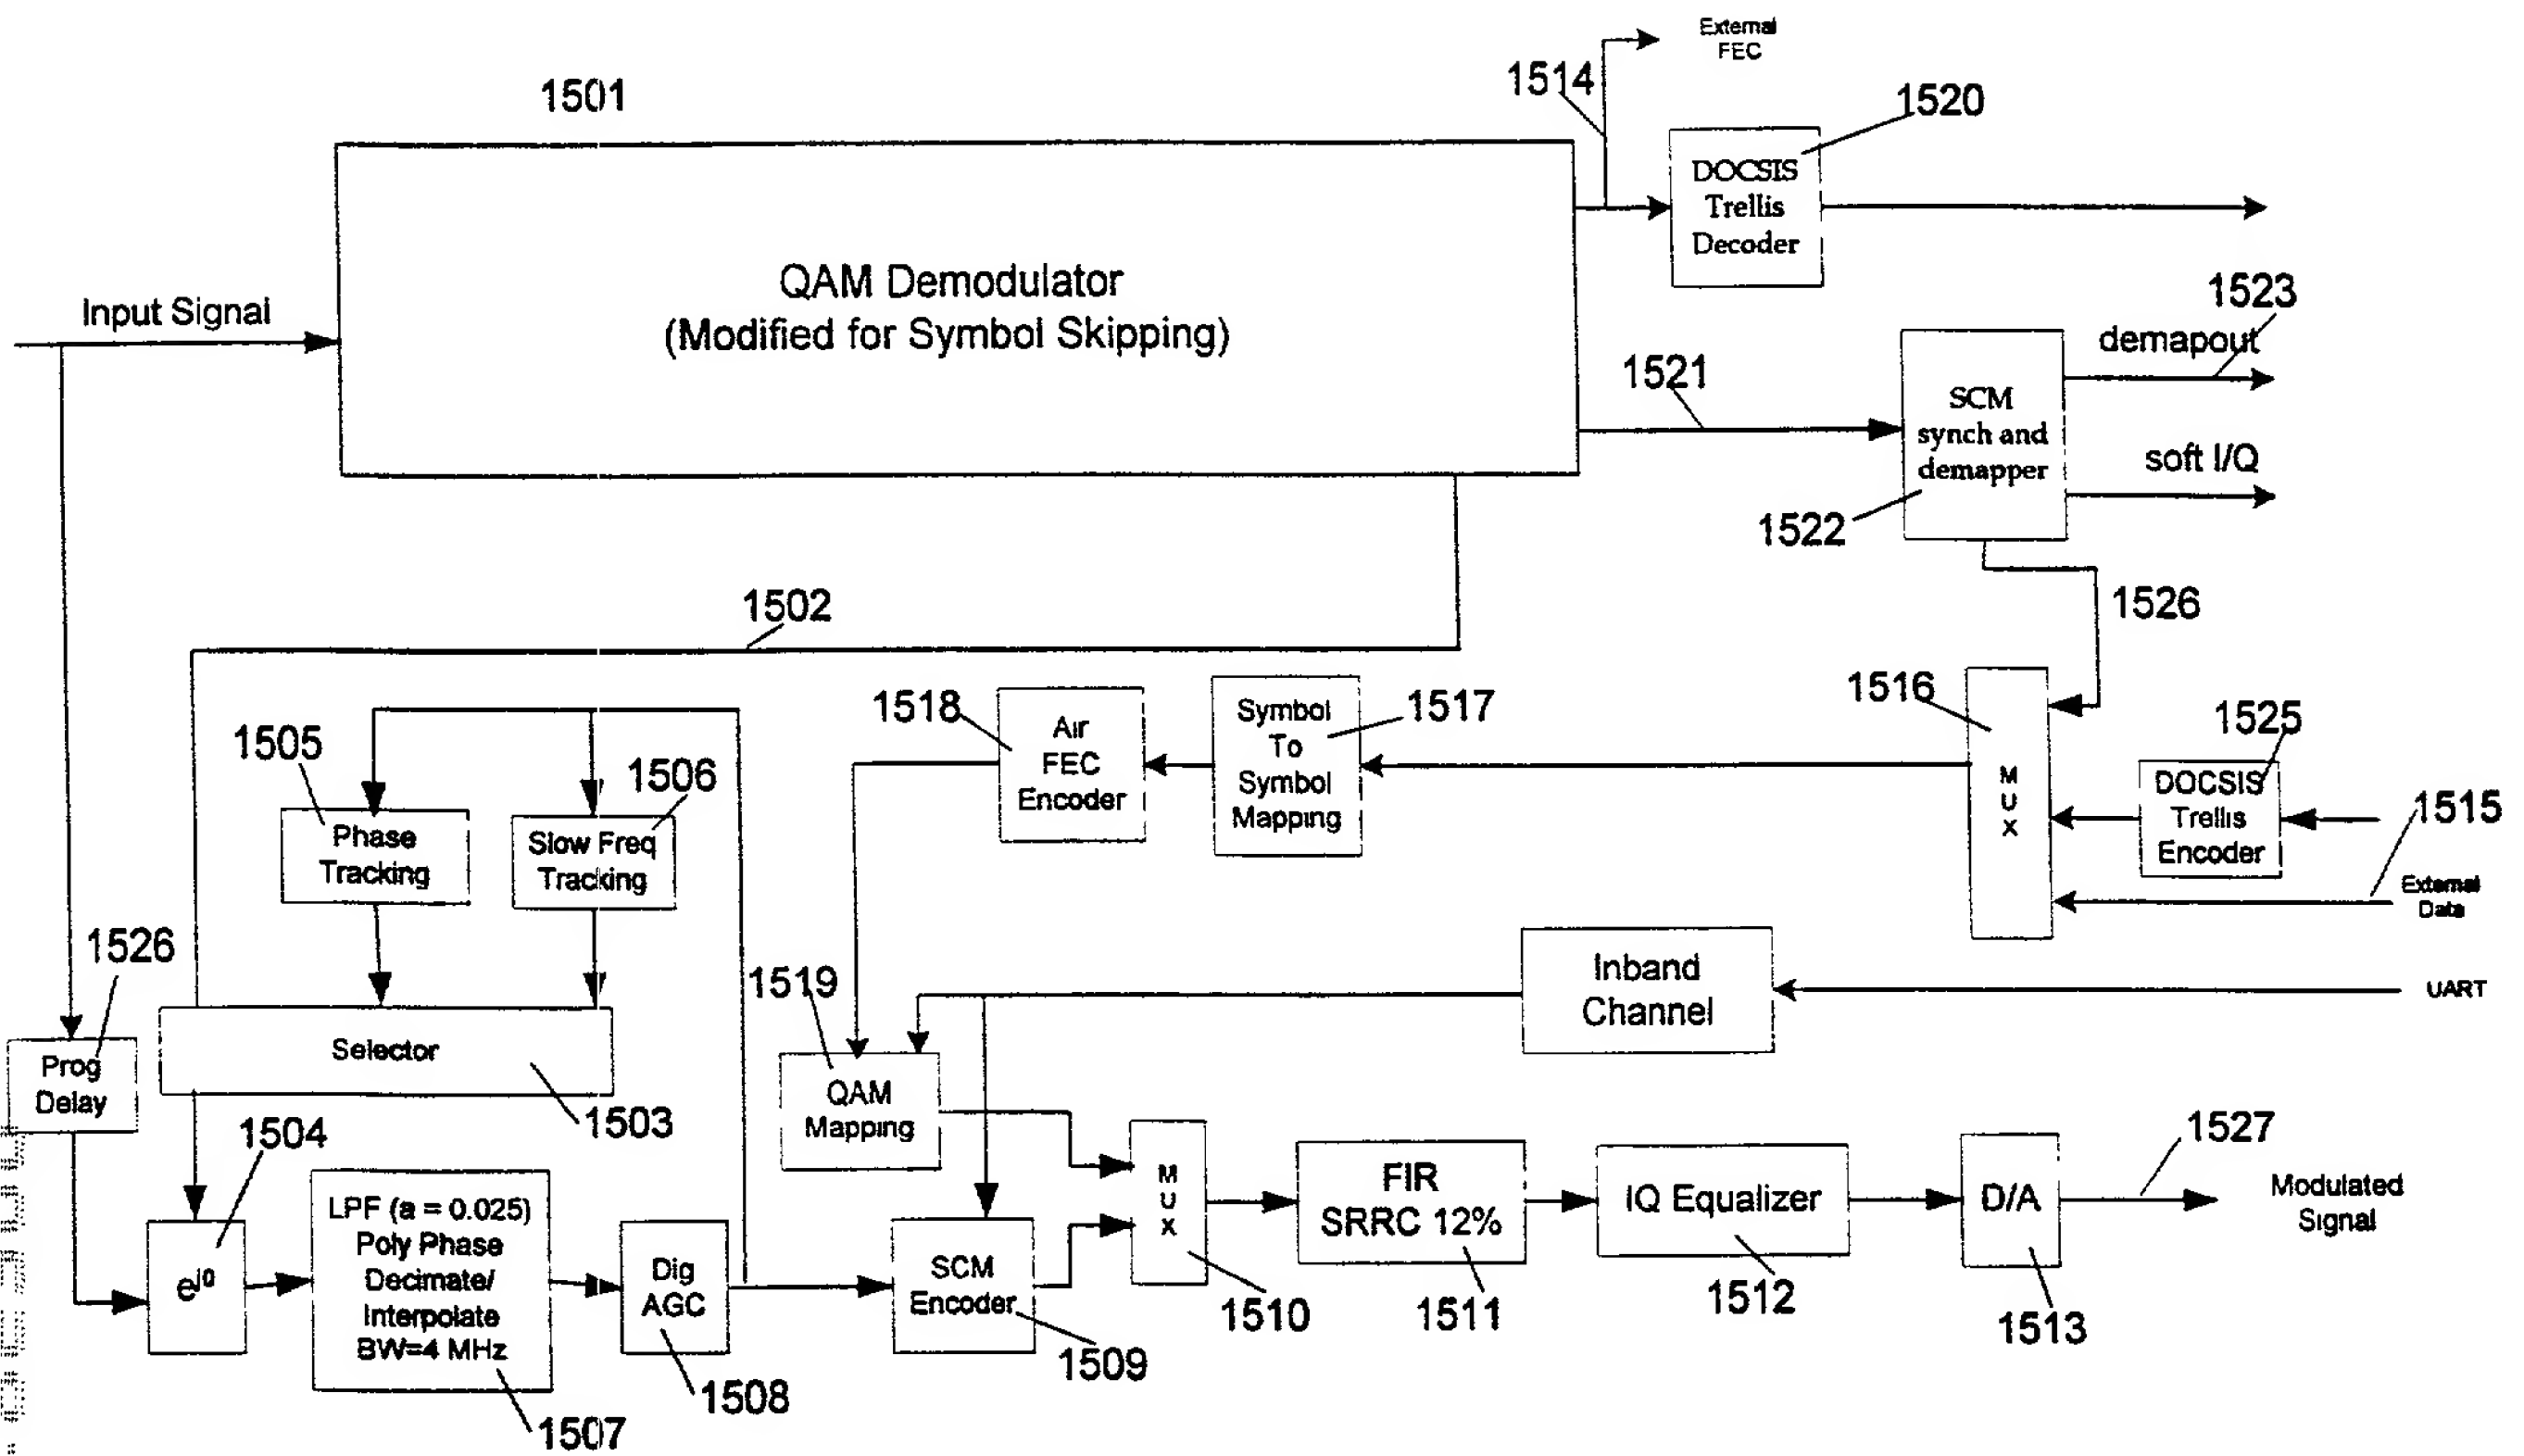 External
FEC
1514
1501
1520
DOCSIS
Trellis
Decoder
QAM Demodulator
(Modified for Symbol Skipping)
Input Signal
1523
demapout
1521
SCM
synch and
demapper
soft I/Q
1522
1502
1526
1518
Air
FEC
Encoder
Symbol
To
Symbol
Mapping
1517
1516
M
U
X
1525
DOCSIS
Trellis
Encoder
1515
External
Data
1505
Phase
Tracking
1506
Slow Freq
Tracking
1526
Prog
Delay
Selector
1503
1519
QAM
Mapping
Inband
Channel
UART
1504
LPF (a = 0.025)
Poly Phase
Decimate/
Interpolate
BW=4 MHz
1507
Dig
AGC
1508
SCM
Encoder
1509
M
U
X
1510
FIR
SRRC 12%
1511
IQ Equalizer
1512
D/A
1513
1527
Modulated
Signal